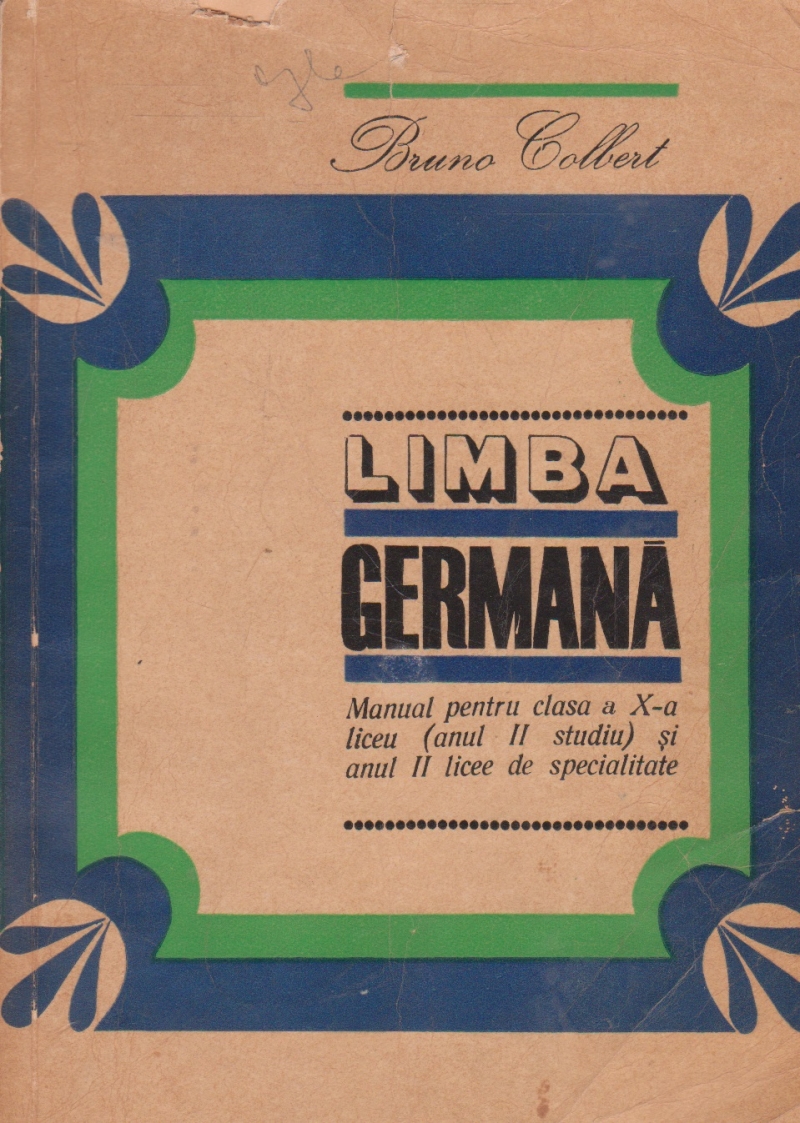 Bruno Colbert
LIMBA
GERMANĂ
Manual pentru clasa a X-a
liceu (anul II studiu) și
anul II licee de specialitate